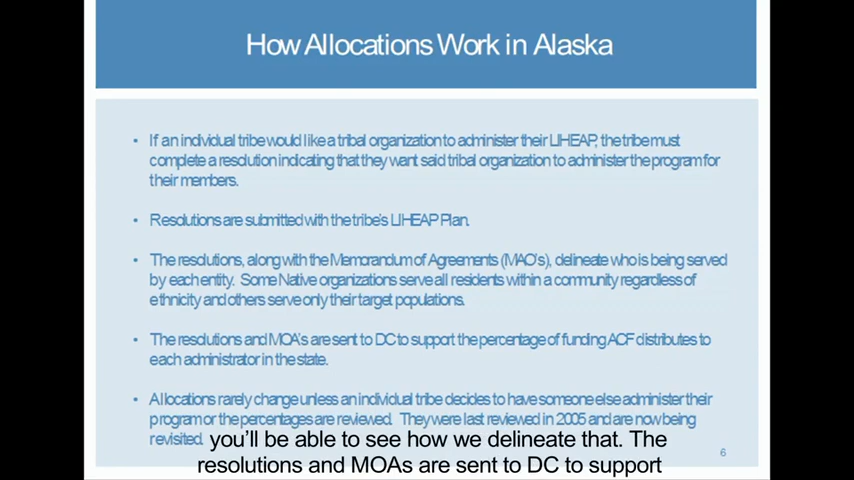 How Allocations Work in Alaska
• If an individual tribe would like a tribal organization to administer their LIHEAP, the tribe must
complete a resolution indicating that they want said tribal organization to administer the program for
their members.
• Resolutions are submitted with the tribe's LIHEAP Plan.
• The resolutions, along with the Memorandum of Agreements (MAO's), delineate who is being served
by each entity. Some Native organizations serve all residents within a community regardless of
ethnicity and others serve only their target populations.
• The resolutions and MOA's are sent to DC to support the percentage of funding ACF distributes to
each administrator in the state.
• Allocations rarely change unless an individual tribe decides to have someone else administer their
program or the percentages are reviewed. They were last reviewed in 2005 and are now being
revisited.
you'll be able to see how we delineate that. The
resolutions and MOAs are sent to DC to support
6